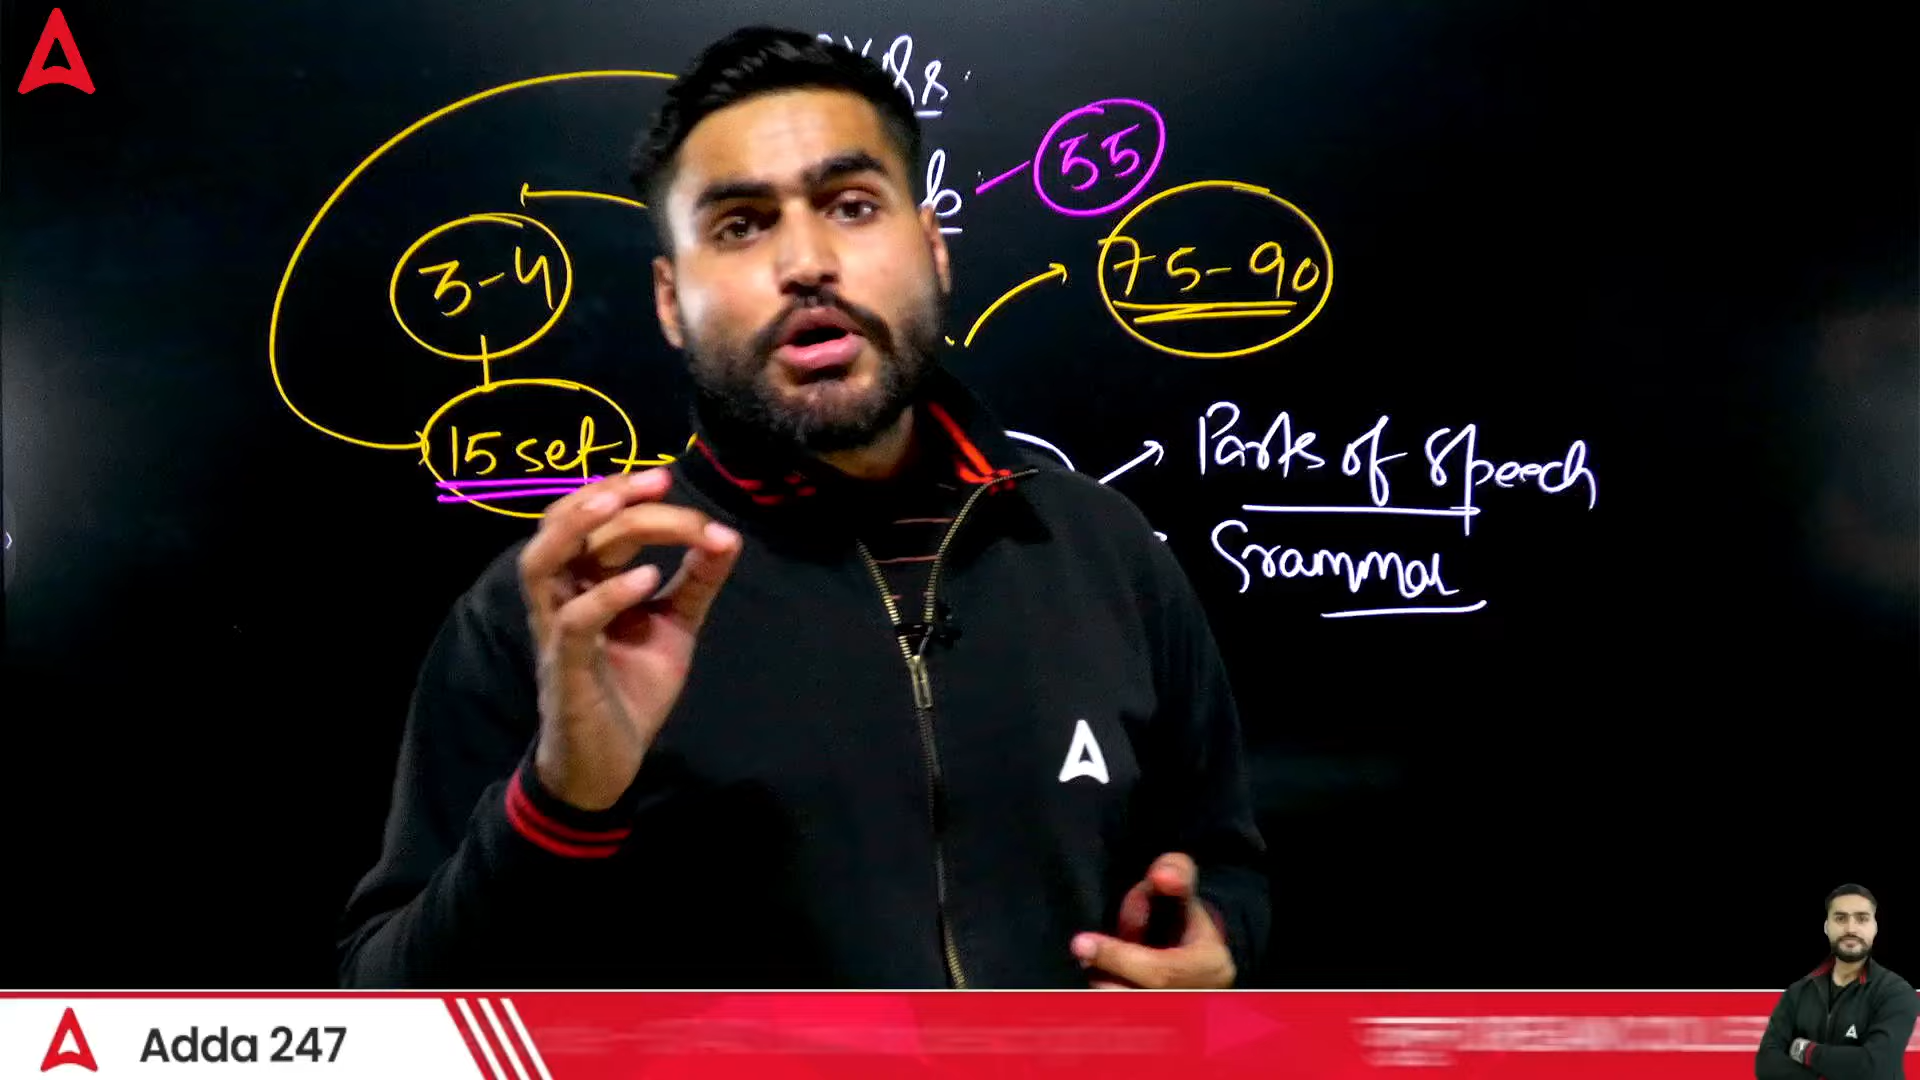 55
3-4
75-90
15 set
Parts of Speech
Grammar
Adda 247